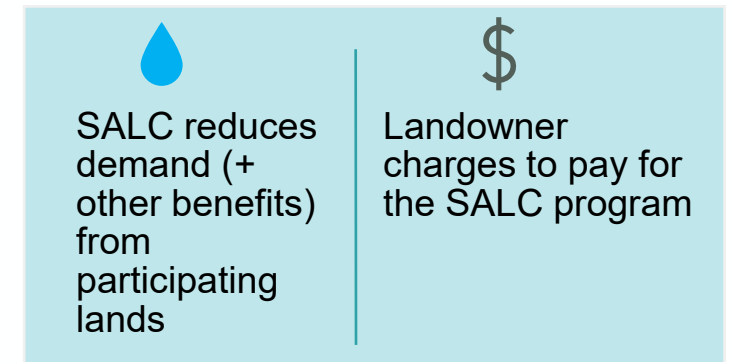 SALC reduces
demand (+
other benefits)
from
participating
lands
$
Landowner
charges to pay for
the SALC program